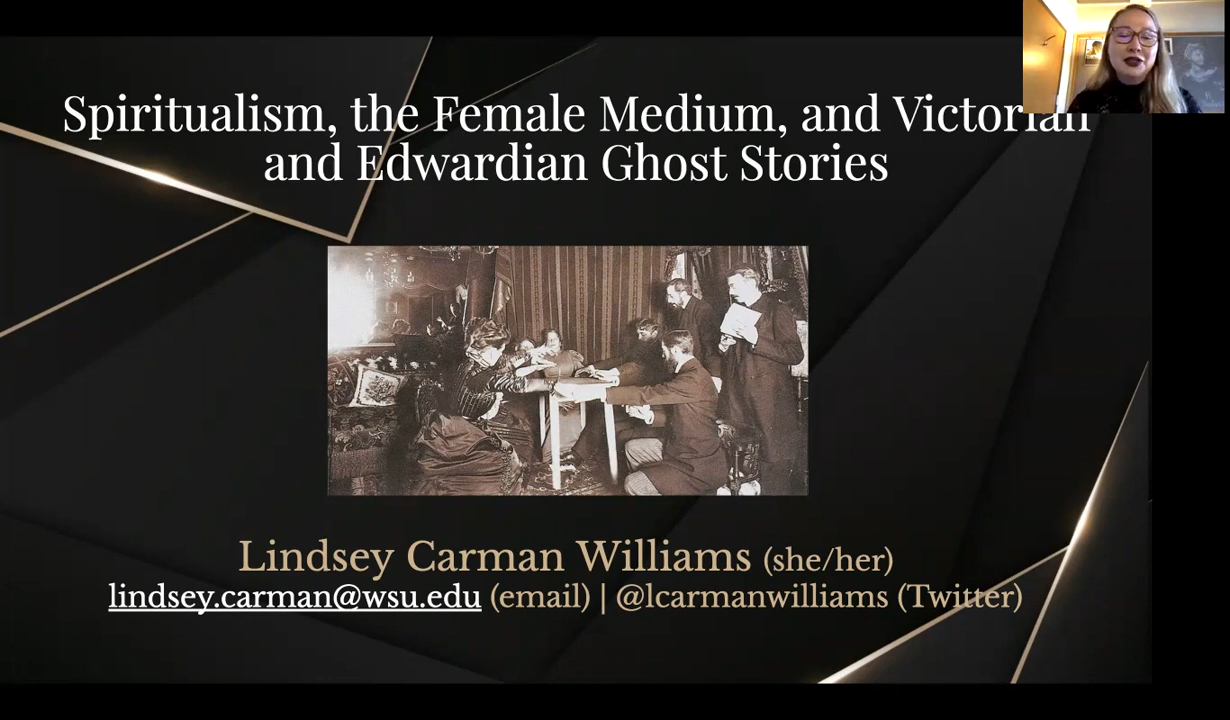 Spiritualism, the Female Medium, and Victorian
and Edwardian Ghost Stories
Lindsey Carman Williams (she/her)
lindsey.carman@wsu.edu (email) | @lcarmanwilliams (Twitter)